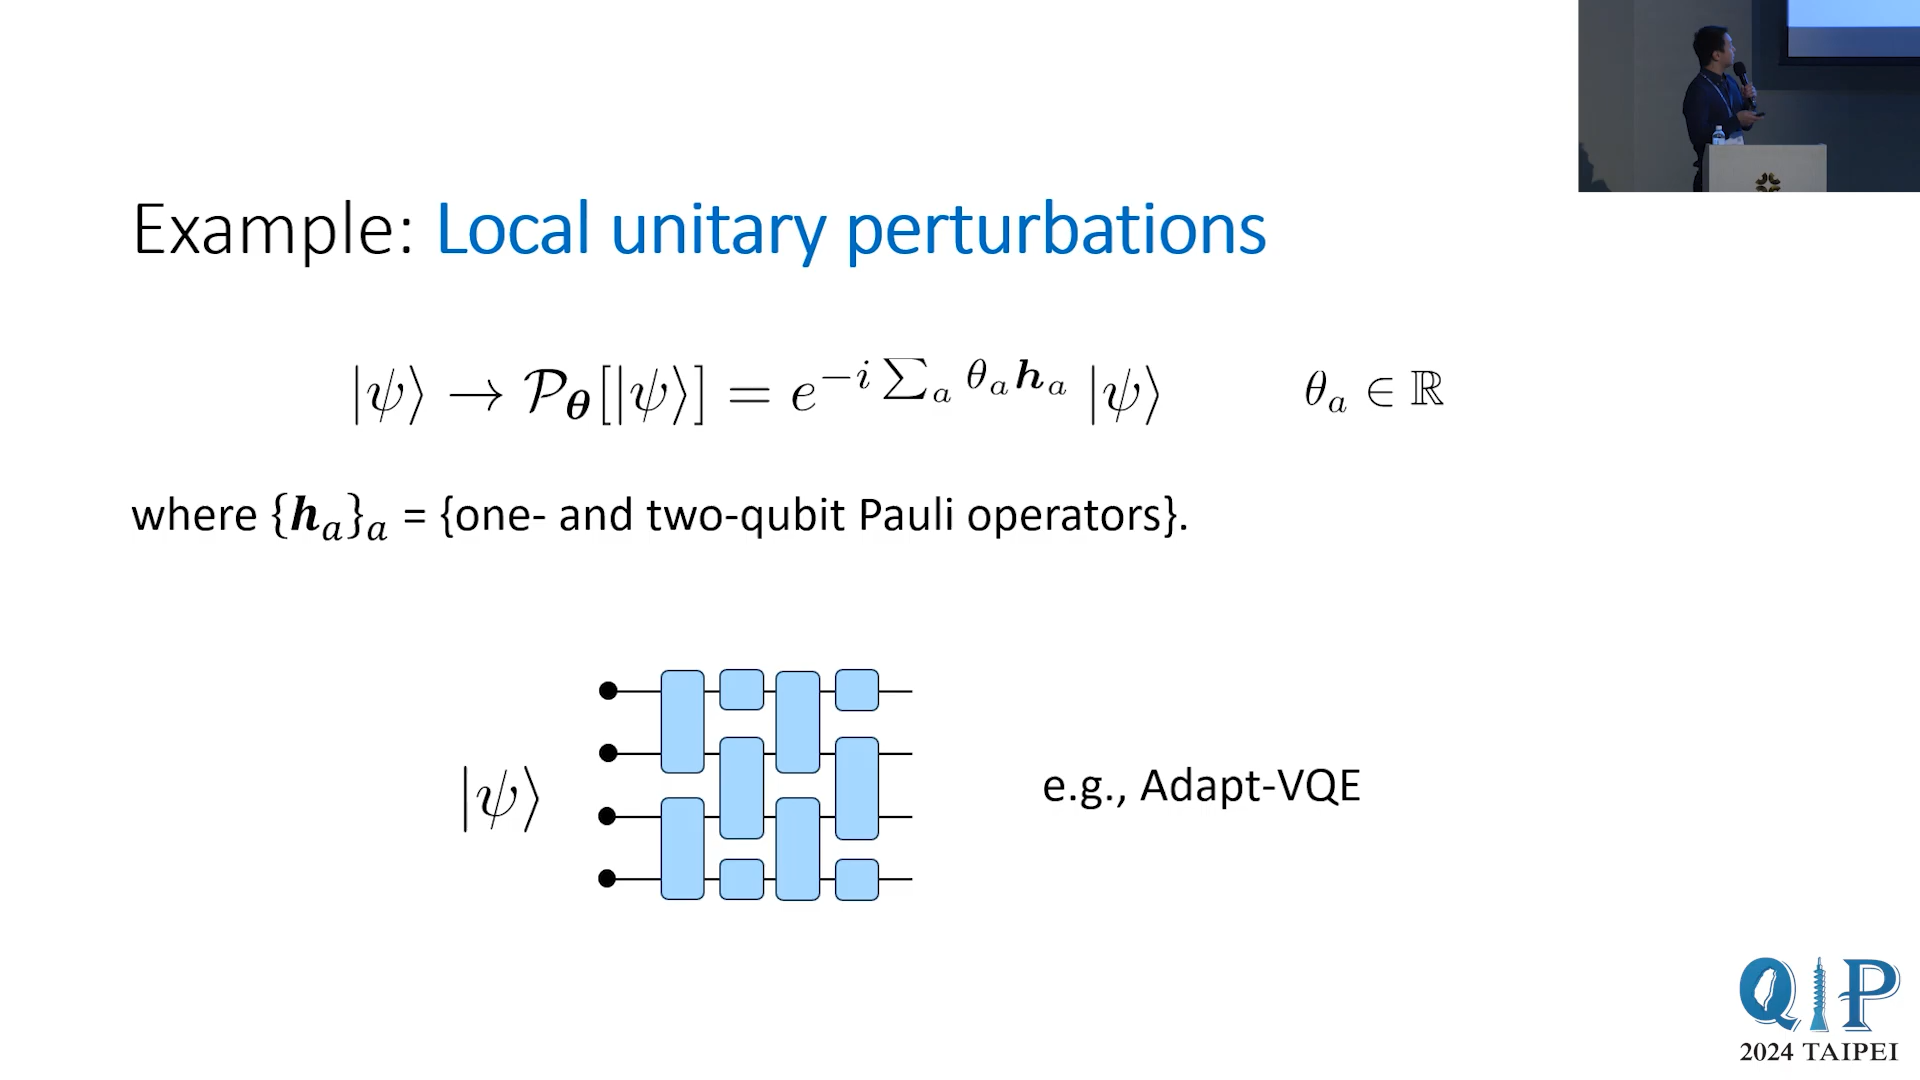 Example: Local unitary perturbations
|ψ⟩ → 𝒫_𝜽[|ψ⟩] = e^{−i ∑_a θ_a 𝒉_a} |ψ⟩   θ_a ∈ ℝ
where {𝒉_a}_a = {one- and two-qubit Pauli operators}.
|ψ⟩
e.g., Adapt-VQE
QIP
2024 TAIPEI